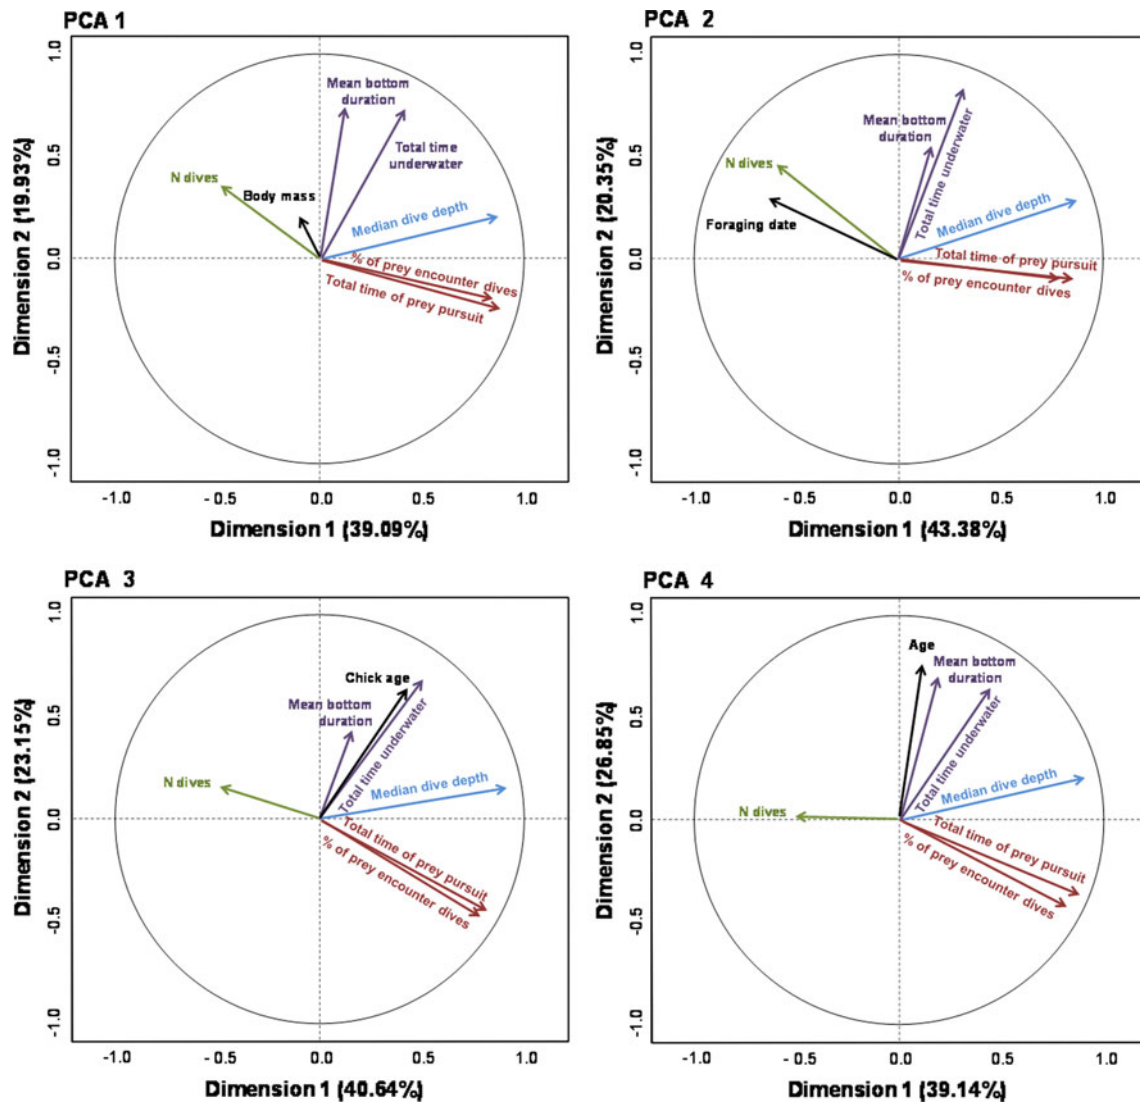 PCA 1
1.0
0.5
0.0
-0.5
-1.0
Dimension 2 (19.93%)
Mean bottom
duration
Total time
underwater
N dives
Body mass
Median dive depth
% of prey encounter dives
Total time of prey pursuit
-1.0
-0.5
0.0
0.5
1.0
Dimension 1 (39.09%)
PCA 2
1.0
0.5
0.0
-0.5
-1.0
Dimension 2 (20.35%)
Mean bottom
duration
Total time underwater
N dives
Foraging date
Median dive depth
Total time of prey pursuit
% of prey encounter dives
-1.0
-0.5
0.0
0.5
1.0
Dimension 1 (43.38%)
PCA 3
1.0
0.5
0.0
-0.5
-1.0
Dimension 2 (23.15%)
Chick age
Mean bottom
duration
Total time underwater
N dives
Median dive depth
Total time of prey pursuit
% of prey encounter dives
-1.0
-0.5
0.0
0.5
1.0
Dimension 1 (40.64%)
PCA 4
1.0
0.5
0.0
-0.5
-1.0
Dimension 2 (26.85%)
Age
Mean bottom
duration
Total time underwater
N dives
Median dive depth
Total time of prey pursuit
% of prey encounter dives
-1.0
-0.5
0.0
0.5
1.0
Dimension 1 (39.14%)